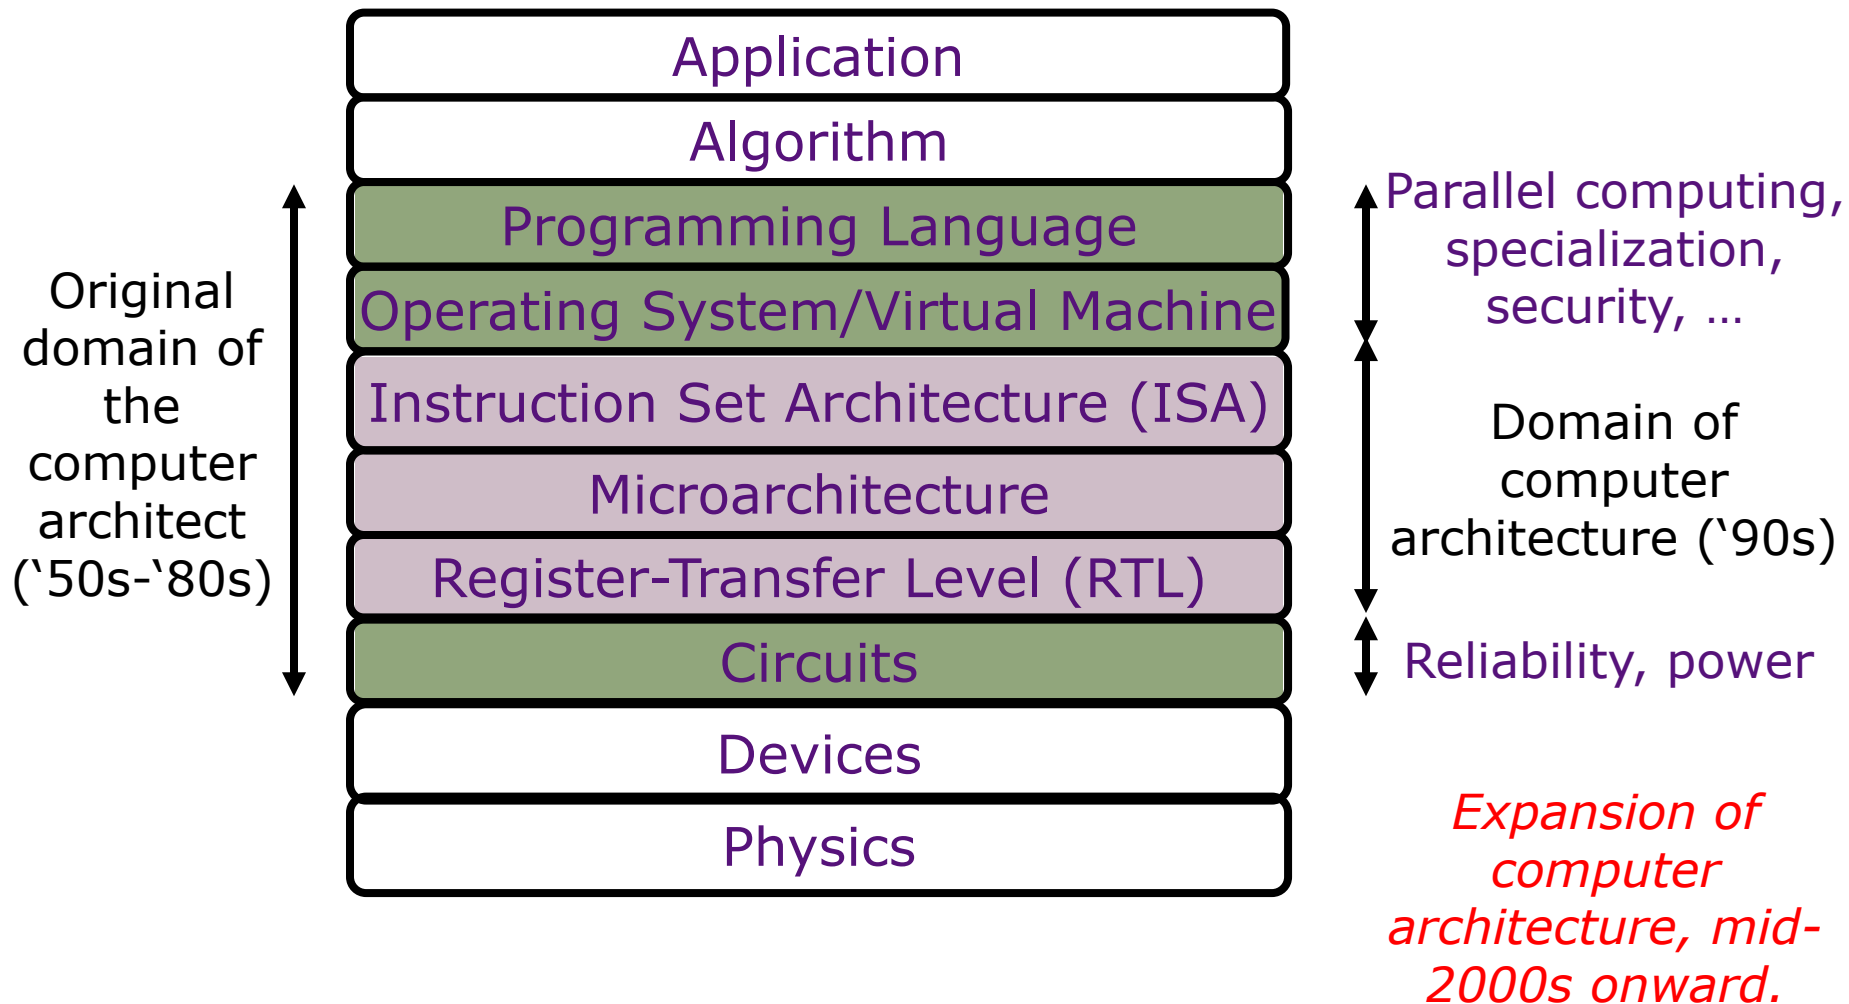 Application
Algorithm
Programming Language
Operating System/Virtual Machine
Instruction Set Architecture (ISA)
Microarchitecture
Register-Transfer Level (RTL)
Circuits
Devices
Physics
Original
domain of
the
computer
architect
(‘50s-‘80s)
Parallel computing,
specialization,
security, …
Domain of
computer
architecture (‘90s)
Reliability, power
Expansion of
computer
architecture, mid-
2000s onward.